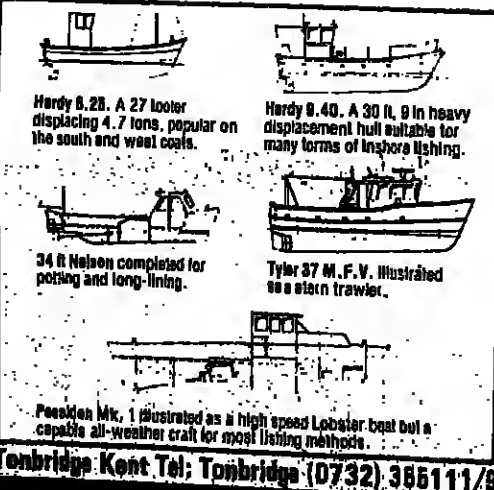 Hardy 8.25. A 27 footer
displacing 4.7 tons, popular on
the south and west coats.
Hardy 9.40. A 30 ft, 9 in heavy
displacement hull suitable for
many forms of inshore fishing.
34 ft Nelson completed for
potting and long-lining.
Tyler 37 M.F.V. illustrated
as a stern trawler.
Poseidon Mk, 1 illustrated as a high speed Lobster boat but a
capable all-weather craft for most fishing methods.
Tonbridge Kent Tel: Tonbridge (0732) 365111/